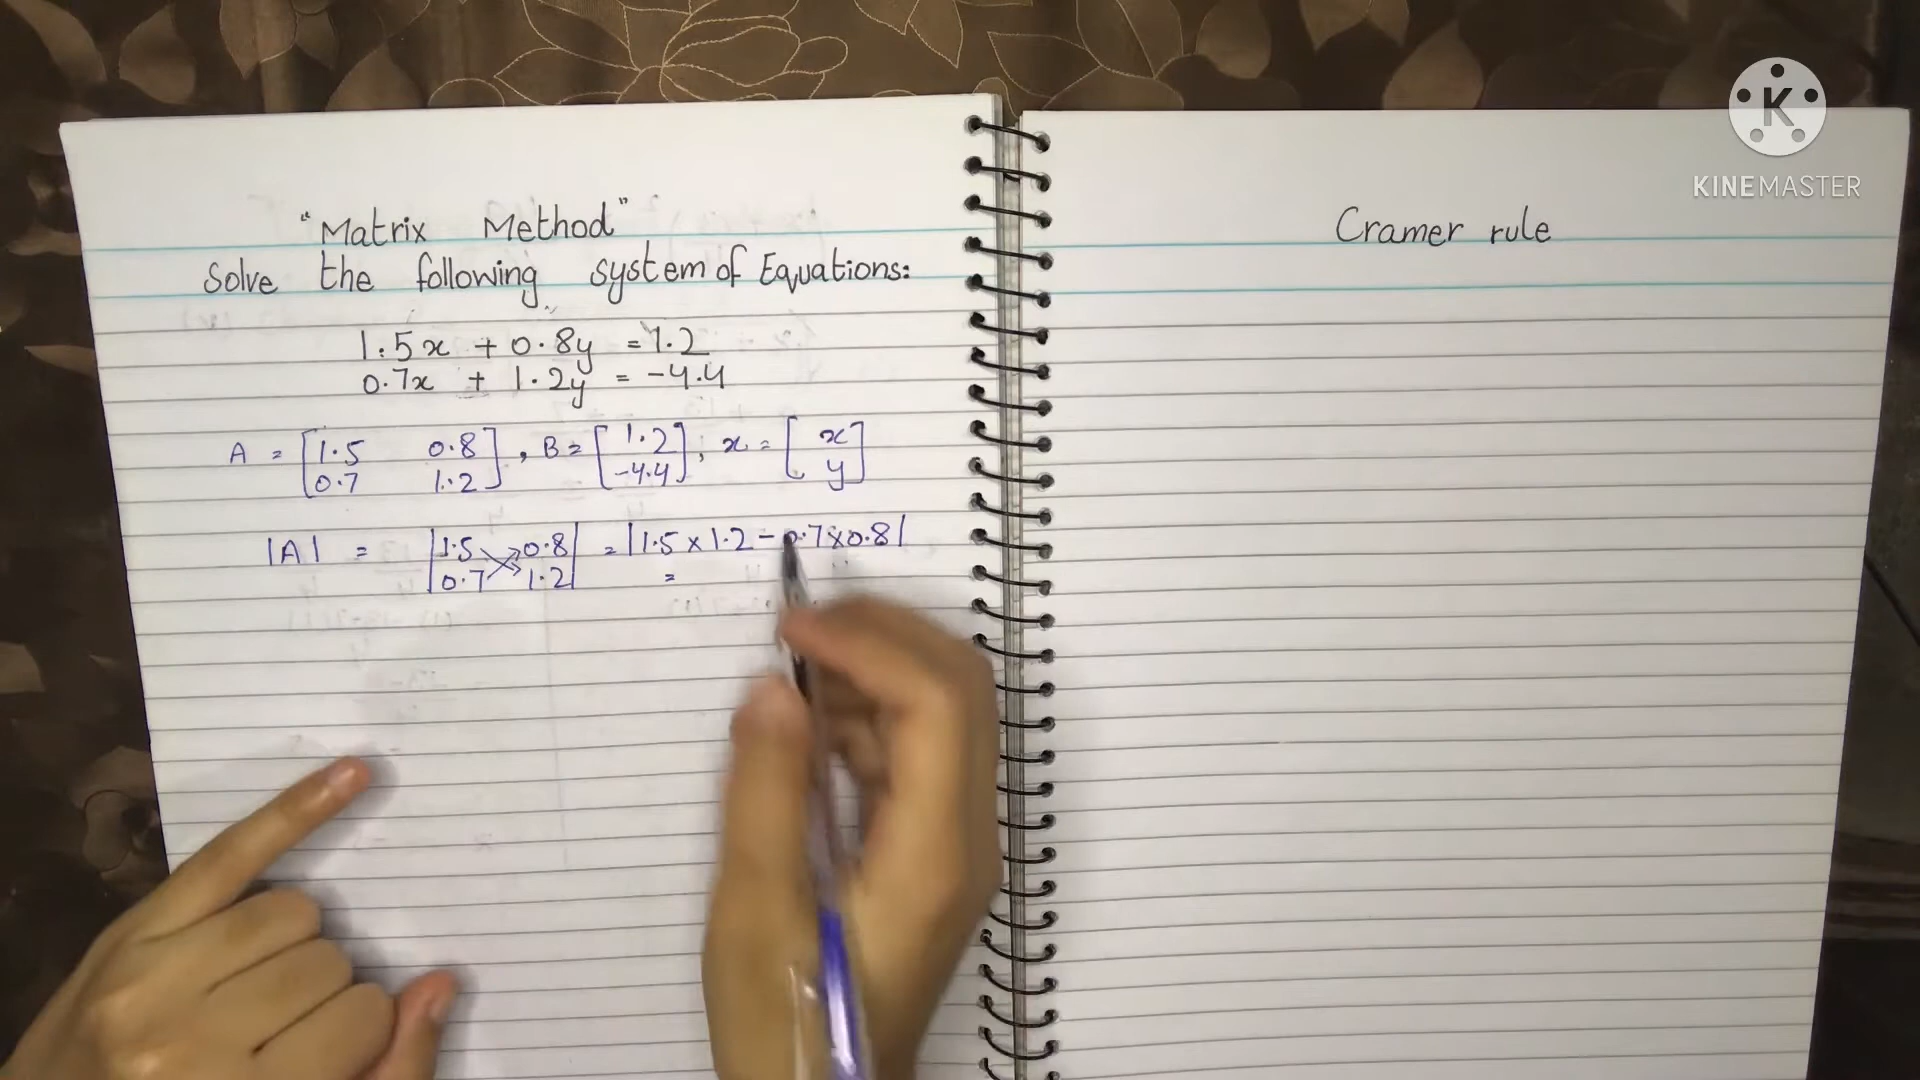 "Matrix Method"
Solve the following system of Equations:
1.5x + 0.8y = 1.2
0.7x + 1.2y = -4.4
A = [1.5 0.8
0.7 1.2], B = [1.2
-4.4]; x = [x
y]
|A| = |1.5 0.8
0.7 1.2| = |1.5 × 1.2 - 0.7 × 0.8|
=
Cramer rule
K
KINEMASTER